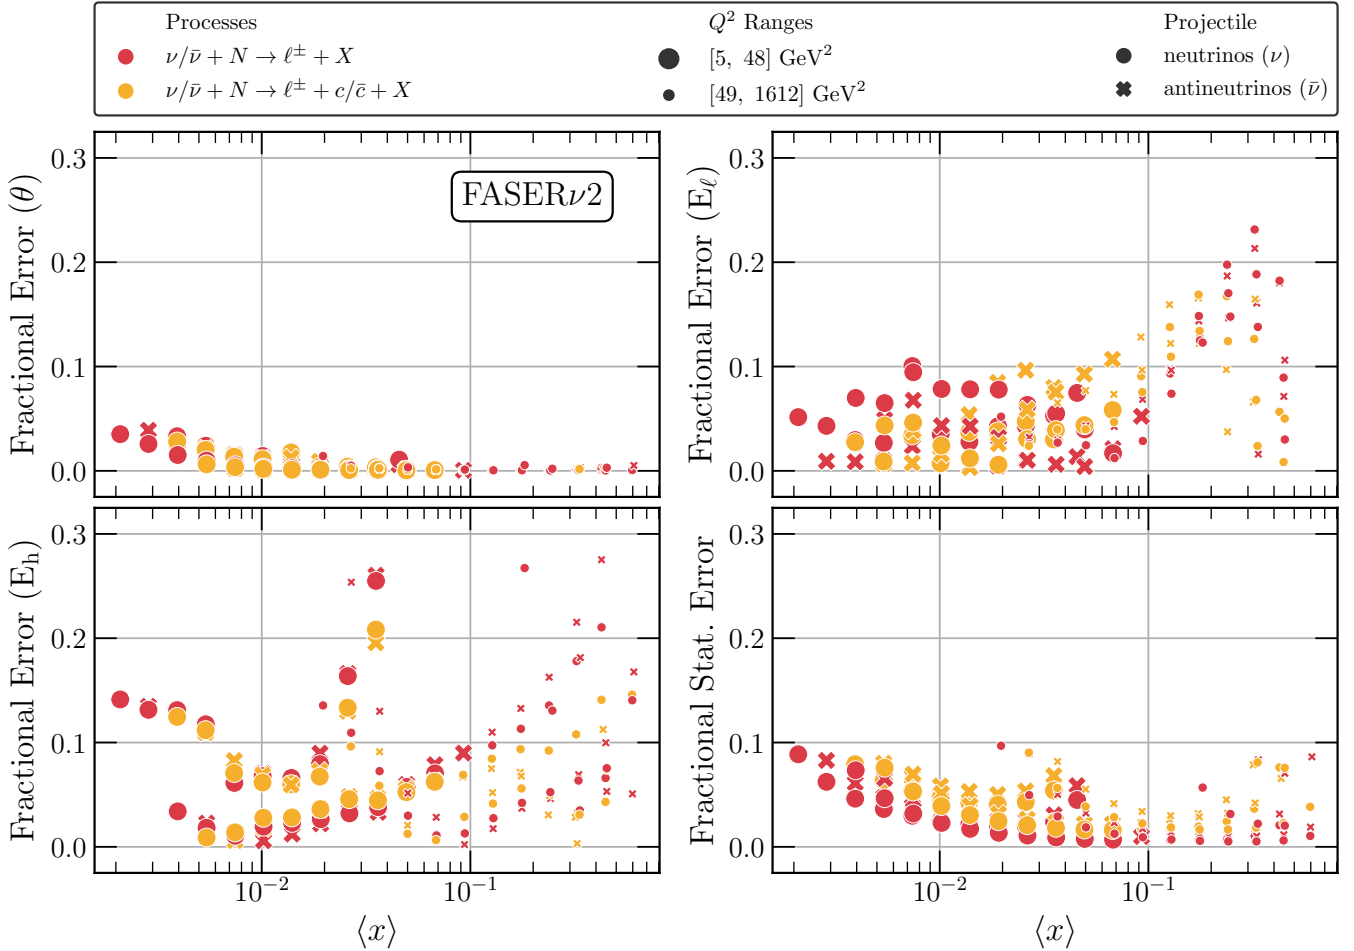 Processes Q² Ranges Projectile
ν/ν̄ + N → ℓ± + X [5, 48] GeV² neutrinos (ν)
ν/ν̄ + N → ℓ± + c/c̄ + X [49, 1612] GeV² antineutrinos (ν̄)
Fractional Error (θ)
0.3
0.2
0.1
0.0
FASERν2
Fractional Error (E_ℓ)
0.3
0.2
0.1
0.0
Fractional Error (E_h)
0.3
0.2
0.1
0.0
10⁻² 10⁻¹
⟨x⟩
Fractional Stat. Error
0.3
0.2
0.1
0.0
10⁻² 10⁻¹
⟨x⟩